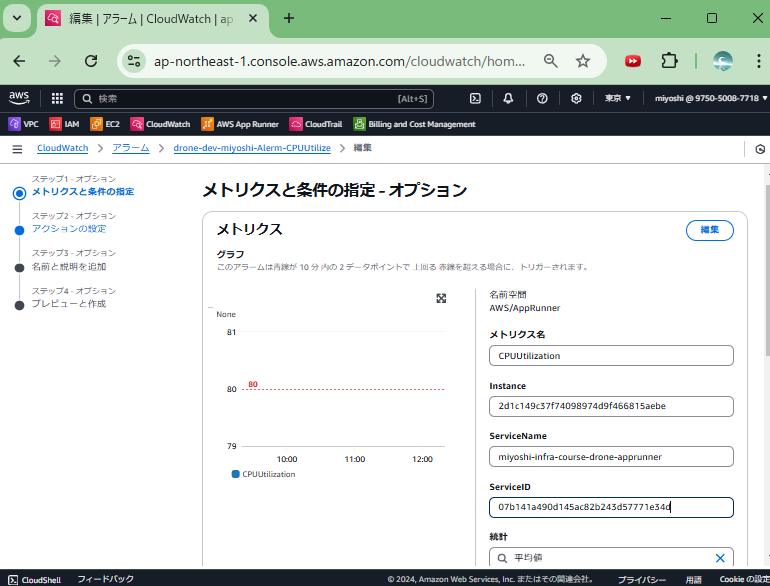 編集 | アラーム | CloudWatch | ap
ap-northeast-1.console.aws.amazon.com/cloudwatch/hom...
aws
検索 [Alt+S]
東京 ▼
miyoshi @ 9750-5008-7718 ▼
VPC
IAM
EC2
CloudWatch
AWS App Runner
CloudTrail
Billing and Cost Management
CloudWatch > アラーム > drone-dev-miyoshi-Alerm-CPUUtilize > 編集
ステップ1 - オプション
メトリクスと条件の指定
ステップ2 - オプション
アクションの設定
ステップ3 - オプション
名前と説明を追加
ステップ4 - オプション
プレビューと作成
メトリクスと条件の指定 - オプション
メトリクス
編集
グラフ
このアラームは青線が 10 分 内の 2 データポイントで 上回る 赤線を超える場合に、トリガーされます。
None
81
80
80
79
10:00
11:00
12:00
CPUUtilization
名前空間
AWS/AppRunner
メトリクス名
CPUUtilization
Instance
2d1c149c37f74098974d9f466815aebe
ServiceName
miyoshi-infra-course-drone-apprunner
ServiceID
07b141a490d145ac82b243d57771e34d
統計
平均値
CloudShell
フィードバック
© 2024, Amazon Web Services, Inc. またはその関連会社。
プライバシー
用語
Cookie の設定